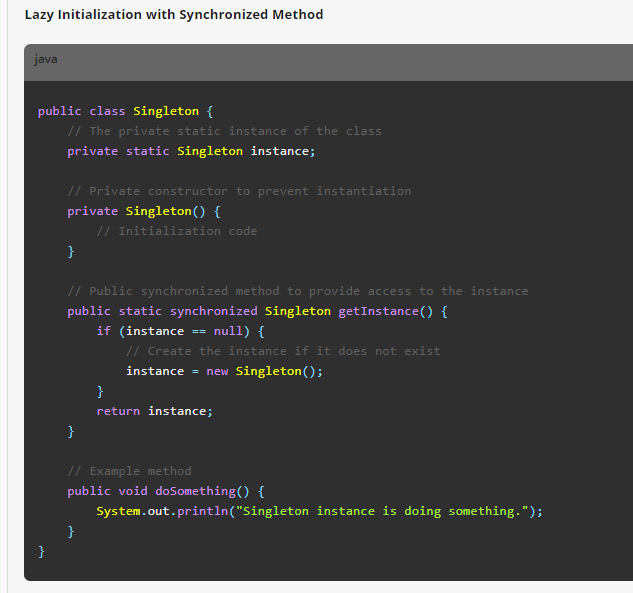 Lazy Initialization with Synchronized Method
java
public class Singleton {
    // The private static instance of the class
    private static Singleton instance;
    // Private constructor to prevent instantiation
    private Singleton() {
        // Initialization code
    }
    // Public synchronized method to provide access to the instance
    public static synchronized Singleton getInstance() {
        if (instance == null) {
            // Create the instance if it does not exist
            instance = new Singleton();
        }
        return instance;
    }
    // Example method
    public void doSomething() {
        System.out.println("Singleton instance is doing something.");
    }
}